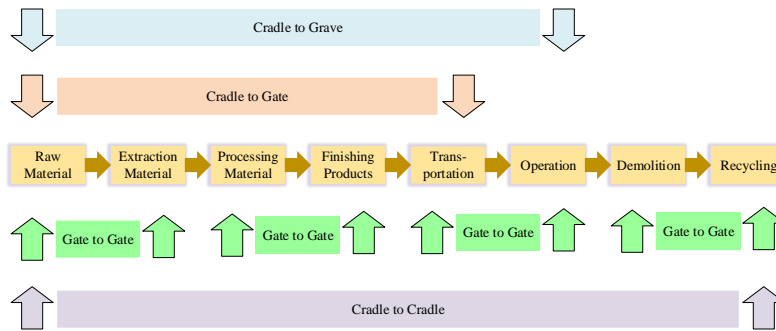 Cradle to Grave
Cradle to Gate
Raw
Material
Extraction
Material
Processing
Material
Finishing
Products
Trans-
portation
Operation
Demolition
Recycling
Gate to Gate
Gate to Gate
Gate to Gate
Gate to Gate
Cradle to Cradle